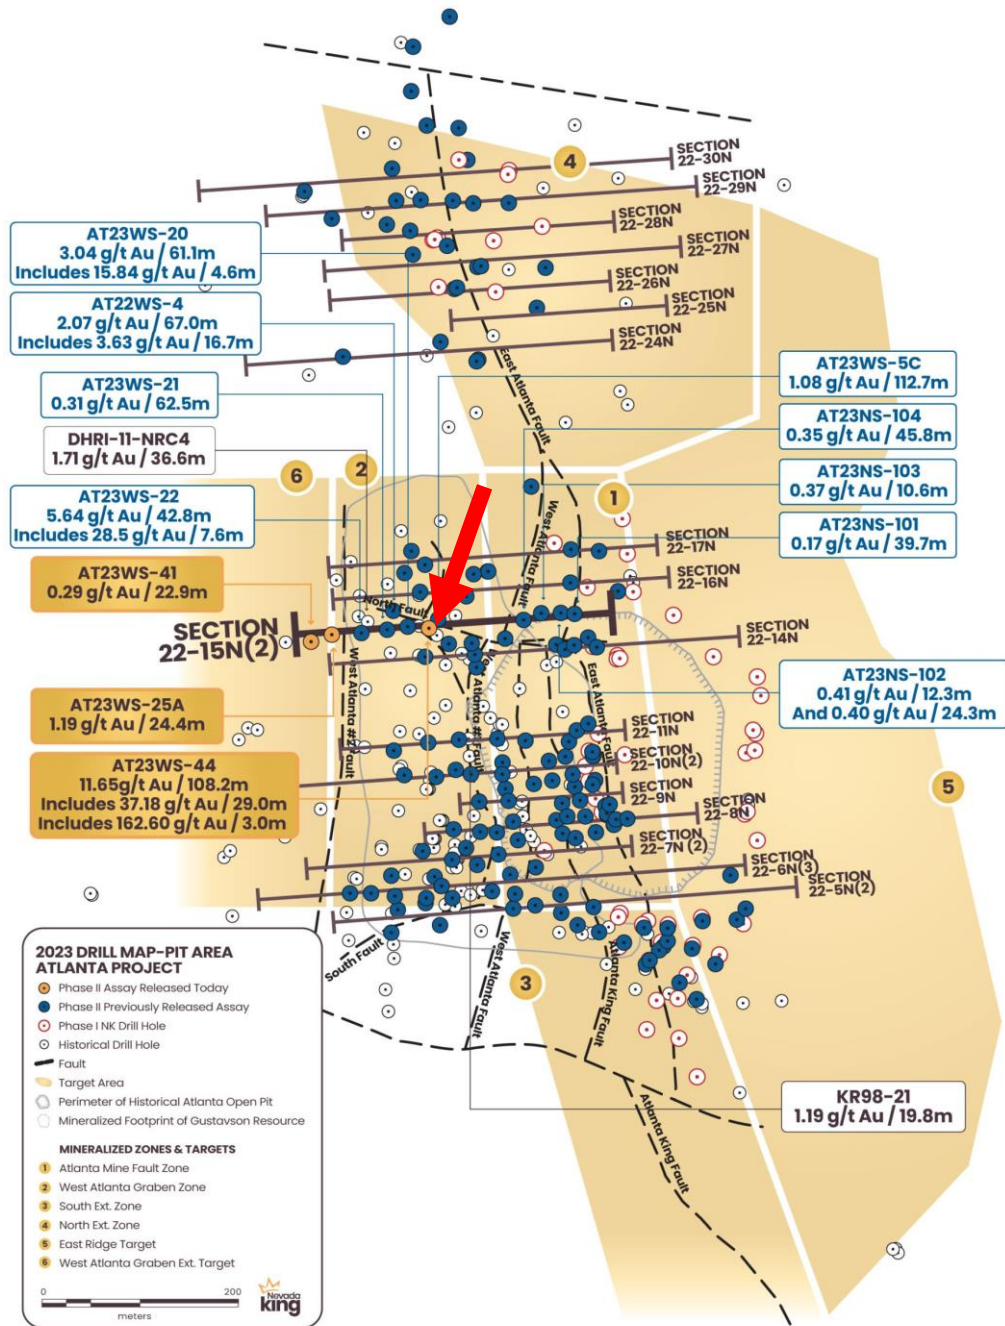 SECTION
22-30N
4
SECTION
22-29N
SECTION
22-28N
SECTION
22-27N
SECTION
22-26N
SECTION
22-25N
SECTION
22-24N
AT23WS-20
3.04 g/t Au / 61.1m
Includes 15.84 g/t Au / 4.6m
AT22WS-4
2.07 g/t Au / 67.0m
Includes 3.63 g/t Au / 16.7m
AT23WS-21
0.31 g/t Au / 62.5m
DHRI-11-NRC4
1.71 g/t Au / 36.6m
AT23WS-22
5.64 g/t Au / 42.8m
Includes 28.5 g/t Au / 7.6m
AT23WS-41
0.29 g/t Au / 22.9m
SECTION
22-15N(2)
AT23WS-25A
1.19 g/t Au / 24.4m
AT23WS-44
11.65g/t Au / 108.2m
Includes 37.18 g/t Au / 29.0m
Includes 162.60 g/t Au / 3.0m
East Atlanta Fault
AT23WS-5C
1.08 g/t Au / 112.7m
AT23NS-104
0.35 g/t Au / 45.8m
AT23NS-103
0.37 g/t Au / 10.6m
AT23NS-101
0.17 g/t Au / 39.7m
AT23NS-102
0.41 g/t Au / 12.3m
And 0.40 g/t Au / 24.3m
6
2
1
West Atlanta Fault
SECTION
22-17N
SECTION
22-16N
North Fault
SECTION
22-14N
West Atlanta #2 Fault
West Atlanta #1 Fault
East Atlanta Fault
SECTION
22-11N
SECTION
22-10N(2)
SECTION
22-9N
SECTION
22-8N
SECTION
22-7N (2)
SECTION
22-6N(3)
SECTION
22-5N(2)
5
South Fault
West Atlanta Fault
3
Atlanta King Fault
Atlanta King Fault
KR98-21
1.19 g/t Au / 19.8m
2023 DRILL MAP-PIT AREA
ATLANTA PROJECT
Phase II Assay Released Today
Phase II Previously Released Assay
Phase I NK Drill Hole
Historical Drill Hole
Fault
Target Area
Perimeter of Historical Atlanta Open Pit
Mineralized Footprint of Gustavson Resource
MINERALIZED ZONES & TARGETS
1 Atlanta Mine Fault Zone
2 West Atlanta Graben Zone
3 South Ext. Zone
4 North Ext. Zone
5 East Ridge Target
6 West Atlanta Graben Ext. Target
0 200
meters
Nevada
king